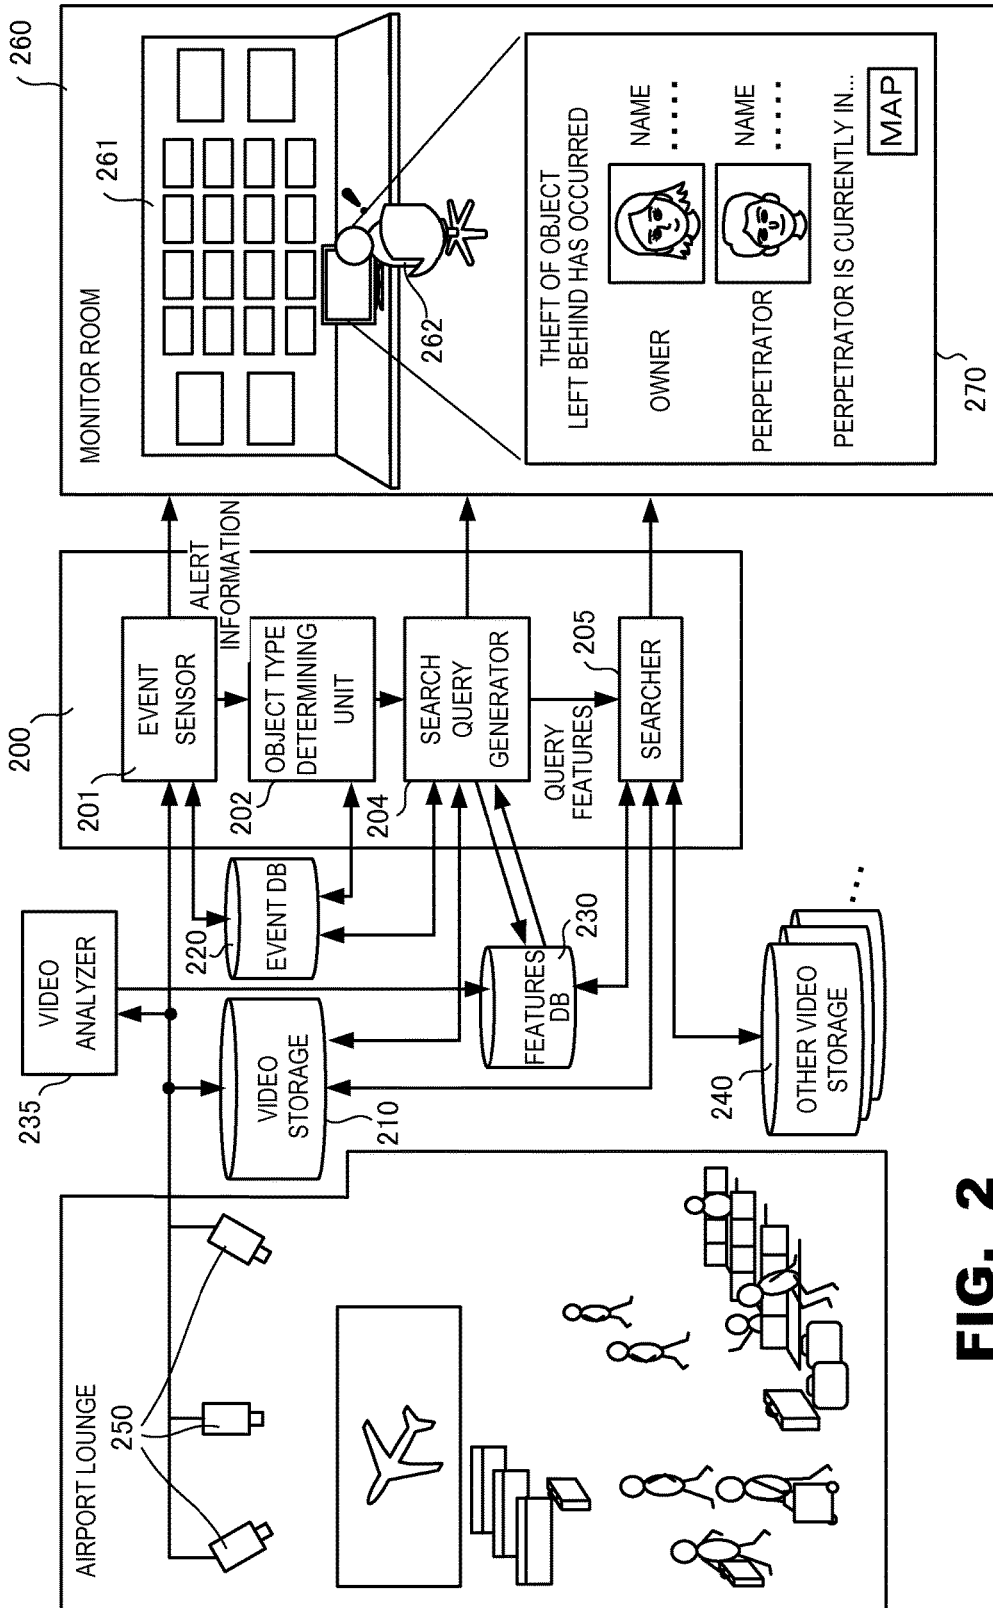 AIRPORT LOUNGE
250
235
VIDEO
ANALYZER
VIDEO
STORAGE
210
220
EVENT DB
FEATURES
DB
230
240
OTHER VIDEO
STORAGE
...
200
201
EVENT
SENSOR
ALERT
INFORMATION
202
OBJECT TYPE
DETERMINING
UNIT
204
SEARCH
QUERY
GENERATOR
QUERY
FEATURES
205
SEARCHER
260
MONITOR ROOM
261
262
THEFT OF OBJECT
LEFT BEHIND HAS OCCURRED
OWNER
NAME
.....
PERPETRATOR
NAME
.....
PERPETRATOR IS CURRENTLY IN...
MAP
270
FIG. 2